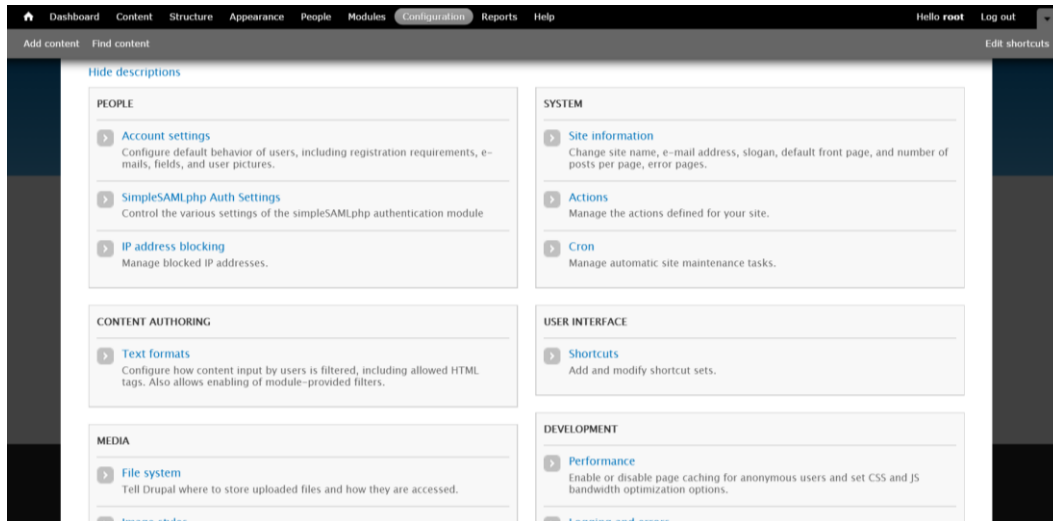 Dashboard Content Structure Appearance People Modules Configuration Reports Help Hello root Log out
Add content Find content Edit shortcuts
Hide descriptions
PEOPLE
Account settings
Configure default behavior of users, including registration requirements, e-
mails, fields, and user pictures.
SimpleSAMLphp Auth Settings
Control the various settings of the simpleSAMLphp authentication module
IP address blocking
Manage blocked IP addresses.
CONTENT AUTHORING
Text formats
Configure how content input by users is filtered, including allowed HTML
tags. Also allows enabling of module-provided filters.
MEDIA
File system
Tell Drupal where to store uploaded files and how they are accessed.
Image styles
SYSTEM
Site information
Change site name, e-mail address, slogan, default front page, and number of
posts per page, error pages.
Actions
Manage the actions defined for your site.
Cron
Manage automatic site maintenance tasks.
USER INTERFACE
Shortcuts
Add and modify shortcut sets.
DEVELOPMENT
Performance
Enable or disable page caching for anonymous users and set CSS and JS
bandwidth optimization options.
Logging and errors